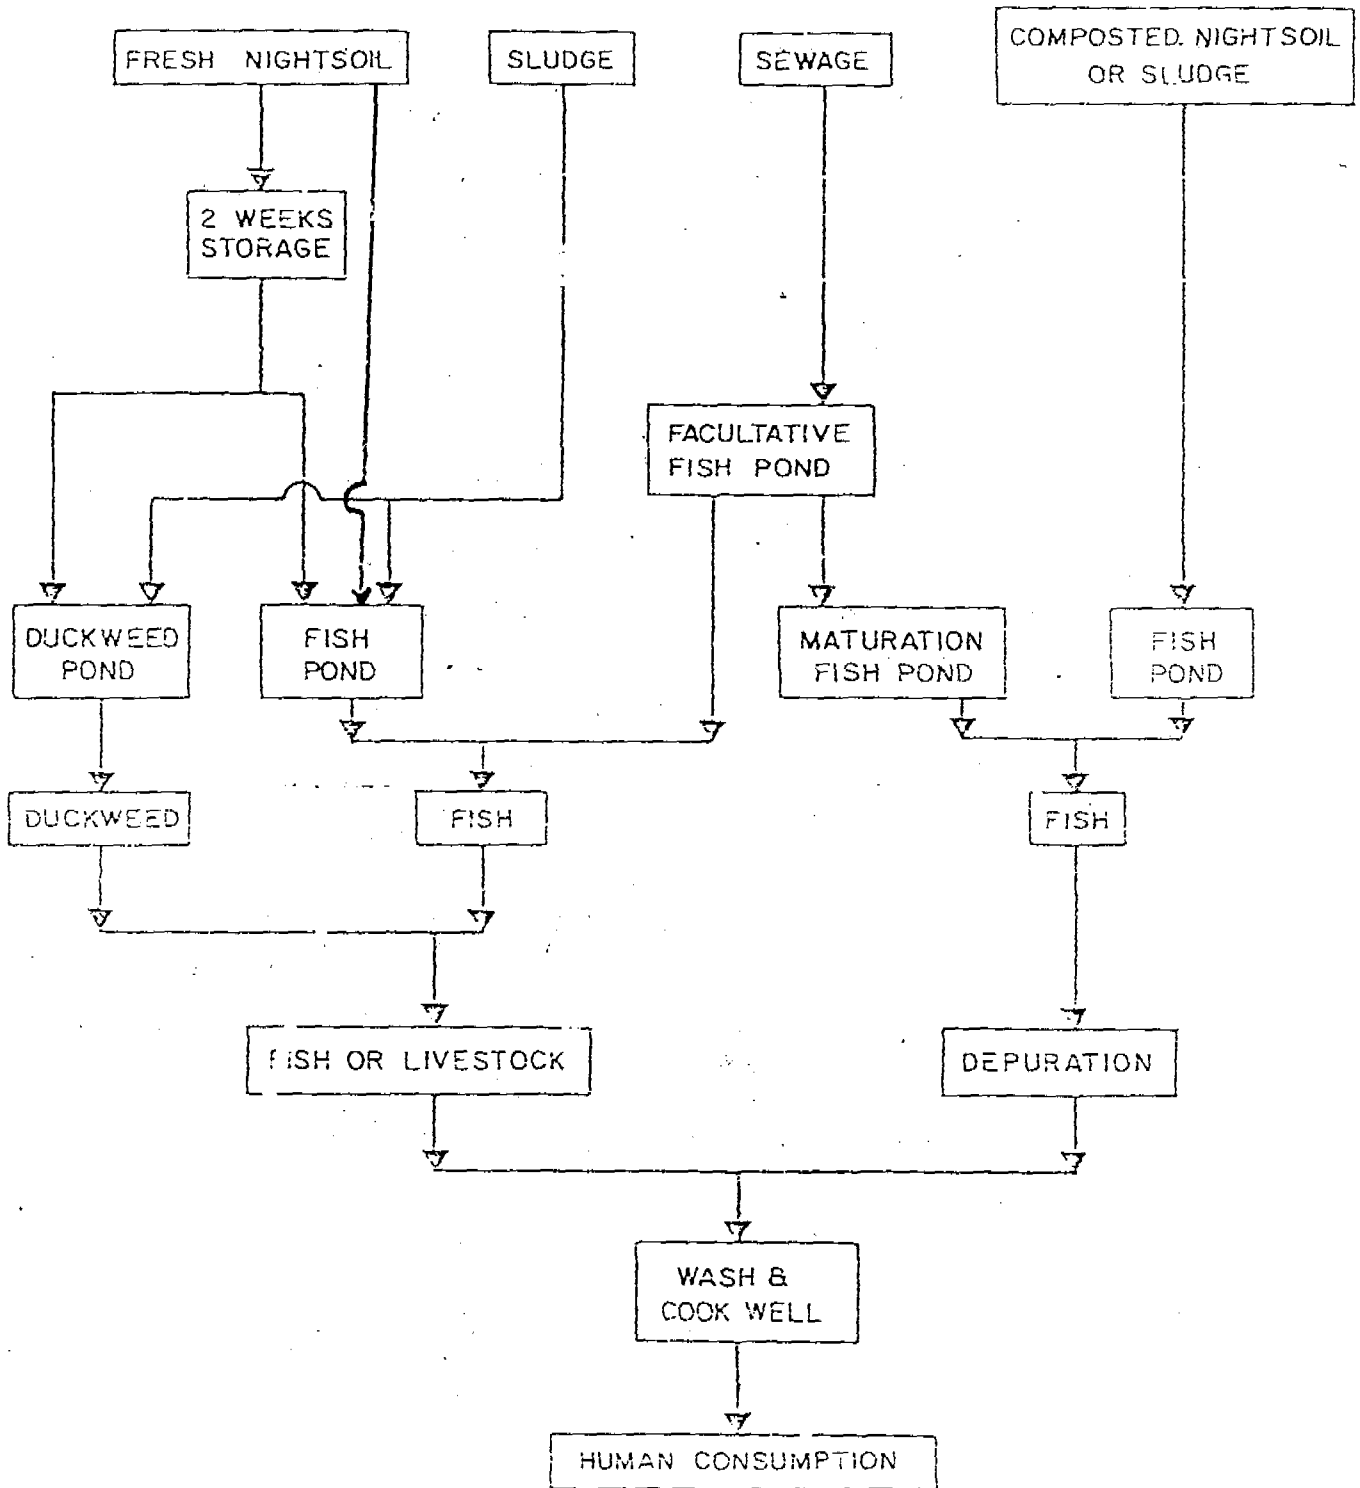 FRESH NIGHTSOIL
SLUDGE
SEWAGE
COMPOSTED NIGHTSOIL
OR SLUDGE
2 WEEKS
STORAGE
FACULTATIVE
FISH POND
DUCKWEED
POND
FISH
POND
MATURATION
FISH POND
FISH
POND
DUCKWEED
FISH
FISH
FISH OR LIVESTOCK
DEPURATION
WASH &
COOK WELL
HUMAN CONSUMPTION